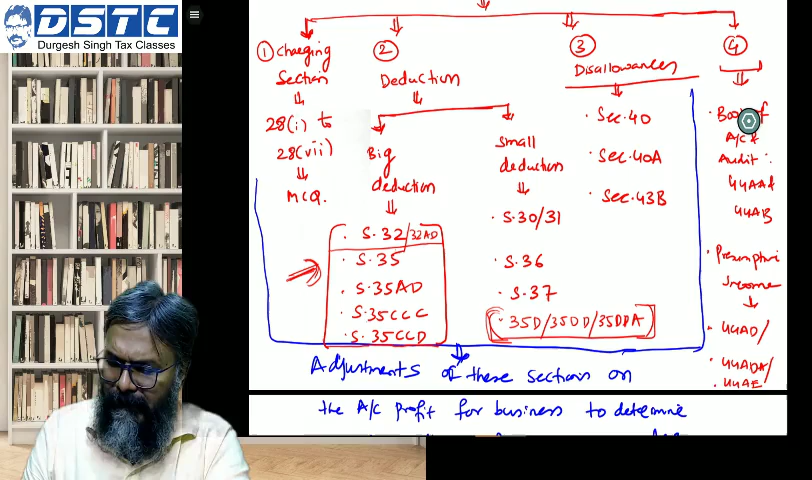 DSTC
Durgesh Singh Tax Classes
① Charging
Section
28(i) to
28(vii)
MCQ.
②
Deduction
Big
deduction
· S.32/32AD
· S.35
· S.35AD
· S.35CCC
· S.35CCD
Small
deduction
· S.30/31
· S.36
· S.37
· 35D/35DD/35DDA
③
Disallowances
· Sec.40
· Sec.40A
· Sec.43B
④
A/C &
Audit:
44AA &
44AB
· Presumptive
Income
· 44AD/
· 44ADA/
· 44AE
Adjustments of these sections on
the A/C profit for business to determine